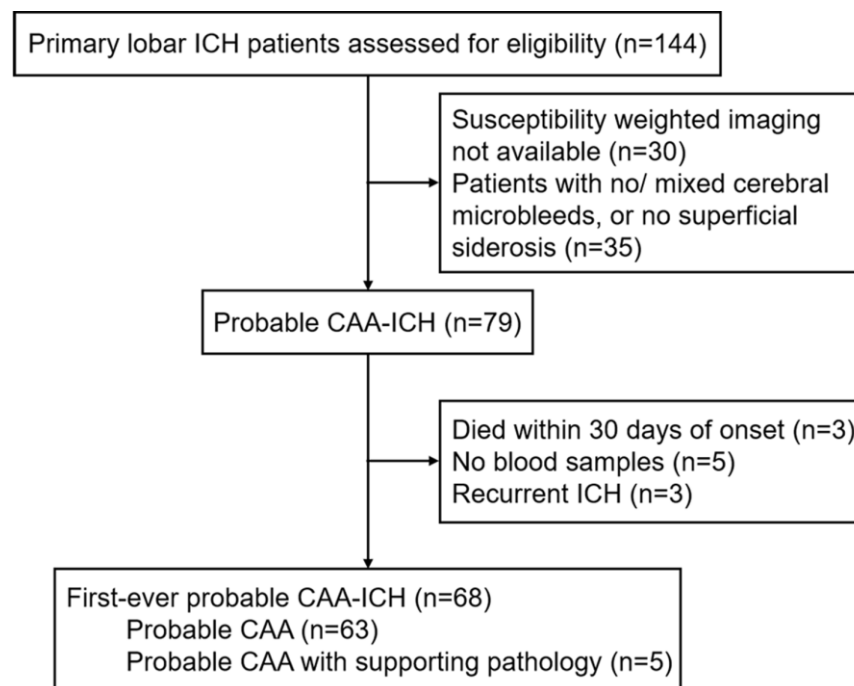 Primary lobar ICH patients assessed for eligibility (n=144)
Susceptibility weighted imaging
not available (n=30)
Patients with no/ mixed cerebral
microbleeds, or no superficial
siderosis (n=35)
Probable CAA-ICH (n=79)
Died within 30 days of onset (n=3)
No blood samples (n=5)
Recurrent ICH (n=3)
First-ever probable CAA-ICH (n=68)
Probable CAA (n=63)
Probable CAA with supporting pathology (n=5)